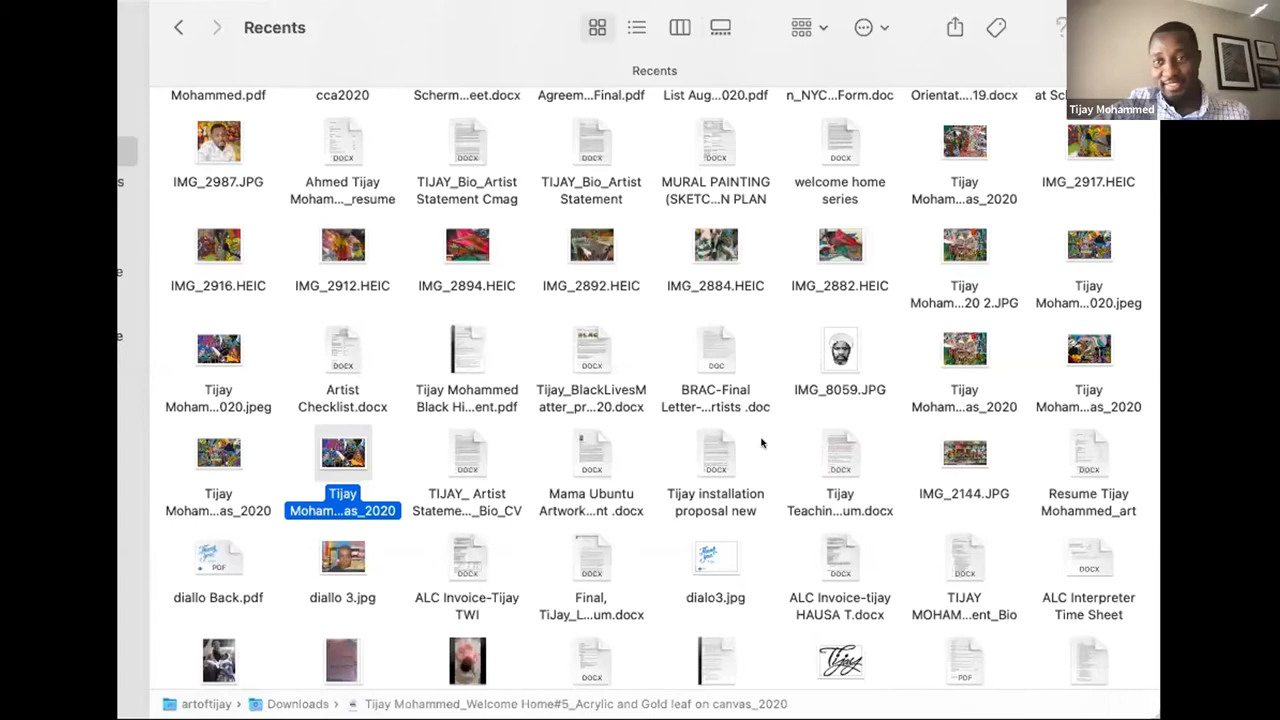 Recents
Recents
Tijay Mohammed
Mohammed.pdf
cca2020
Scherm...eet.docx
Agreem...Final.pdf
List Aug...020.pdf
n_NYC...Form.doc
Orientat....19.docx
at Sc
IMG_2987.JPG
Ahmed Tijay
Moham..._resume
TIJAY_Bio_Artist
Statement Cmag
TIJAY_Bio_Artist
Statement
MURAL PAINTING
(SKETC...N PLAN
welcome home
series
Tijay
Moham...as_2020
IMG_2917.HEIC
IMG_2916.HEIC
IMG_2912.HEIC
IMG_2894.HEIC
IMG_2892.HEIC
IMG_2884.HEIC
IMG_2882.HEIC
Tijay
Moham...20 2.JPG
Tijay
Moham...020.jpeg
Tijay
Moham...020.jpeg
Artist
Checklist.docx
Tijay Mohammed
Black Hi...ent.pdf
Tijay_BlackLivesM
atter_pr...20.docx
BRAC-Final
Letter-...rtists .doc
IMG_8059.JPG
Tijay
Moham...as_2020
Tijay
Moham...as_2020
Tijay
Moham...as_2020
Tijay
Moham...as_2020
TIJAY_ Artist
Stateme..._Bio_CV
Mama Ubuntu
Artwork...nt .docx
Tijay installation
proposal new
Tijay
Teachin...um.docx
IMG_2144.JPG
Resume Tijay
Mohammed_art
diallo Back.pdf
diallo 3.jpg
ALC Invoice-Tijay
TWI
Final,
TiJay_L...um.docx
dialo3.jpg
ALC Invoice-tijay
HAUSA T.docx
TIJAY
MOHAM...ent_Bio
ALC Interpreter
Time Sheet
Tijay
artoftijay › Downloads › Tijay Mohammed_Welcome Home#5_Acrylic and Gold leaf on canvas_2020